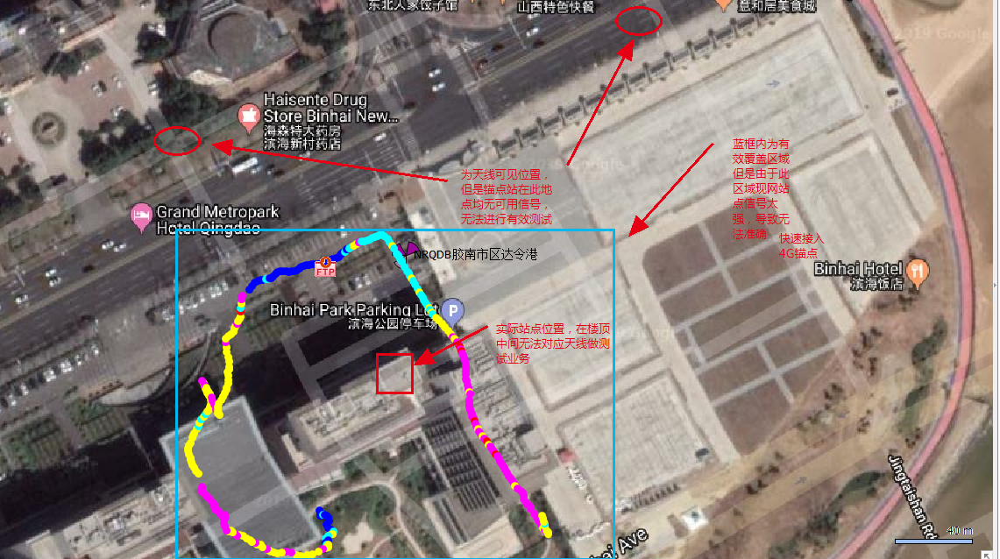 东北人家饺子馆
山西特色快餐
意和居美食城
2019 Google
Haisente Drug
Store Binhai New...
海森特大药房
滨海新村药店
为天线可见位置，
但是锚点站在此地
点均无可用信号，
无法进行有效测试
蓝框内为有
效覆盖区域
但是由于此
区域现网站
点信号太
强，导致无
法准确
快速接入
4G锚点
Grand Metropark
Hotel Qingdao
NRQDB胶南市区达令港
FTP
Binhai Hotel
滨海饭店
Binhai Park Parking Lot
滨海公园停车场
P
实际站点位置，在楼顶
中间无法对应天线做测
试业务
Jingtaishan Rd
hai Ave
40 m